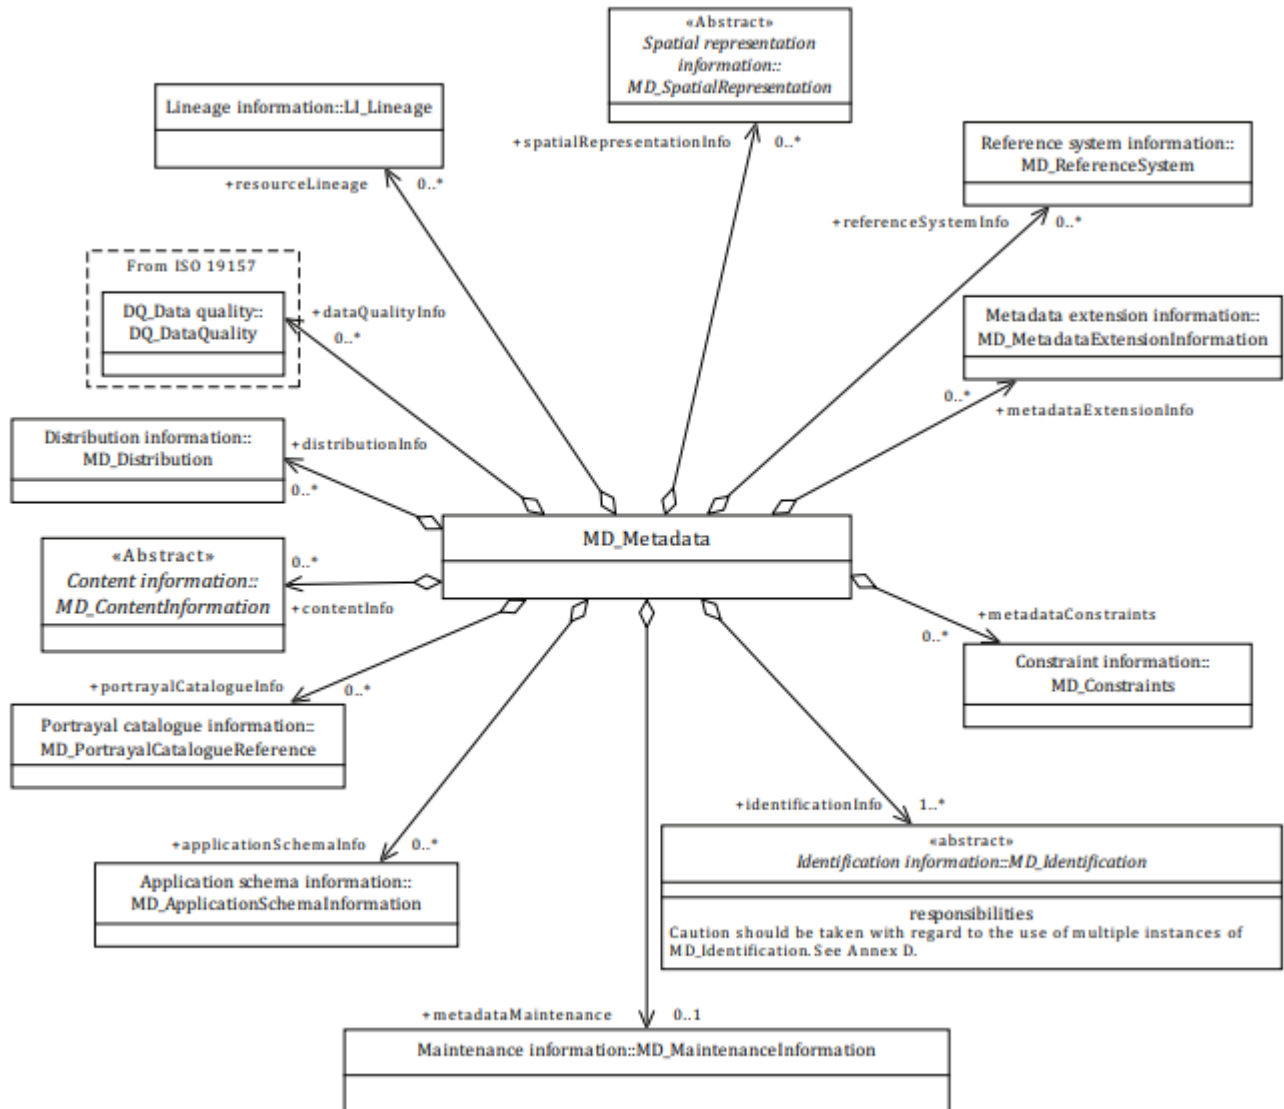 «Abstract»
Spatial representation
information::
MD_SpatialRepresentation
Lineage information::LI_Lineage
+spatialRepresentationInfo 0..*
Reference system information::
MD_ReferenceSystem
+resourceLineage 0..*
+referenceSystemInfo 0..*
From ISO 19157
DQ_Data quality::
DQ_DataQuality
+dataQualityInfo
0..*
Metadata extension information::
MD_MetadataExtensionInformation
0..*
+metadataExtensionInfo
Distribution information::
MD_Distribution
+distributionInfo
0..*
MD_Metadata
«Abstract»
Content information::
MD_ContentInformation
0..*
+contentInfo
+metadataConstraints
0..*
Constraint information::
MD_Constraints
+portrayalCatalogueInfo 0..*
Portrayal catalogue information::
MD_PortrayalCatalogueReference
+identificationInfo 1..*
«abstract»
Identification information::MD_Identification
responsibilities
Caution should be taken with regard to the use of multiple instances of
MD_Identification. See Annex D.
+applicationSchemaInfo 0..*
Application schema information::
MD_ApplicationSchemaInformation
+metadataMaintenance 0..1
Maintenance information::MD_MaintenanceInformation